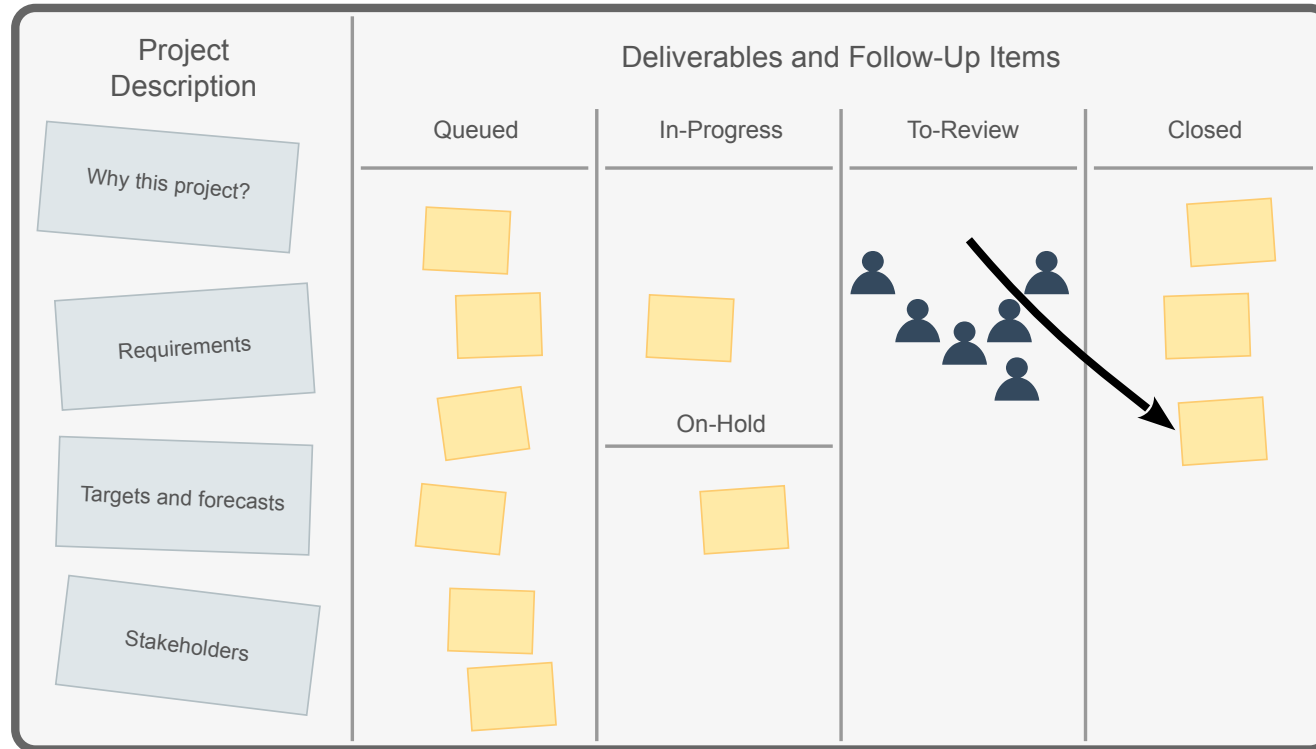 Project
Description
Why this project?
Requirements
Targets and forecasts
Stakeholders
Deliverables and Follow-Up Items
Queued
In-Progress
On-Hold
To-Review
Closed